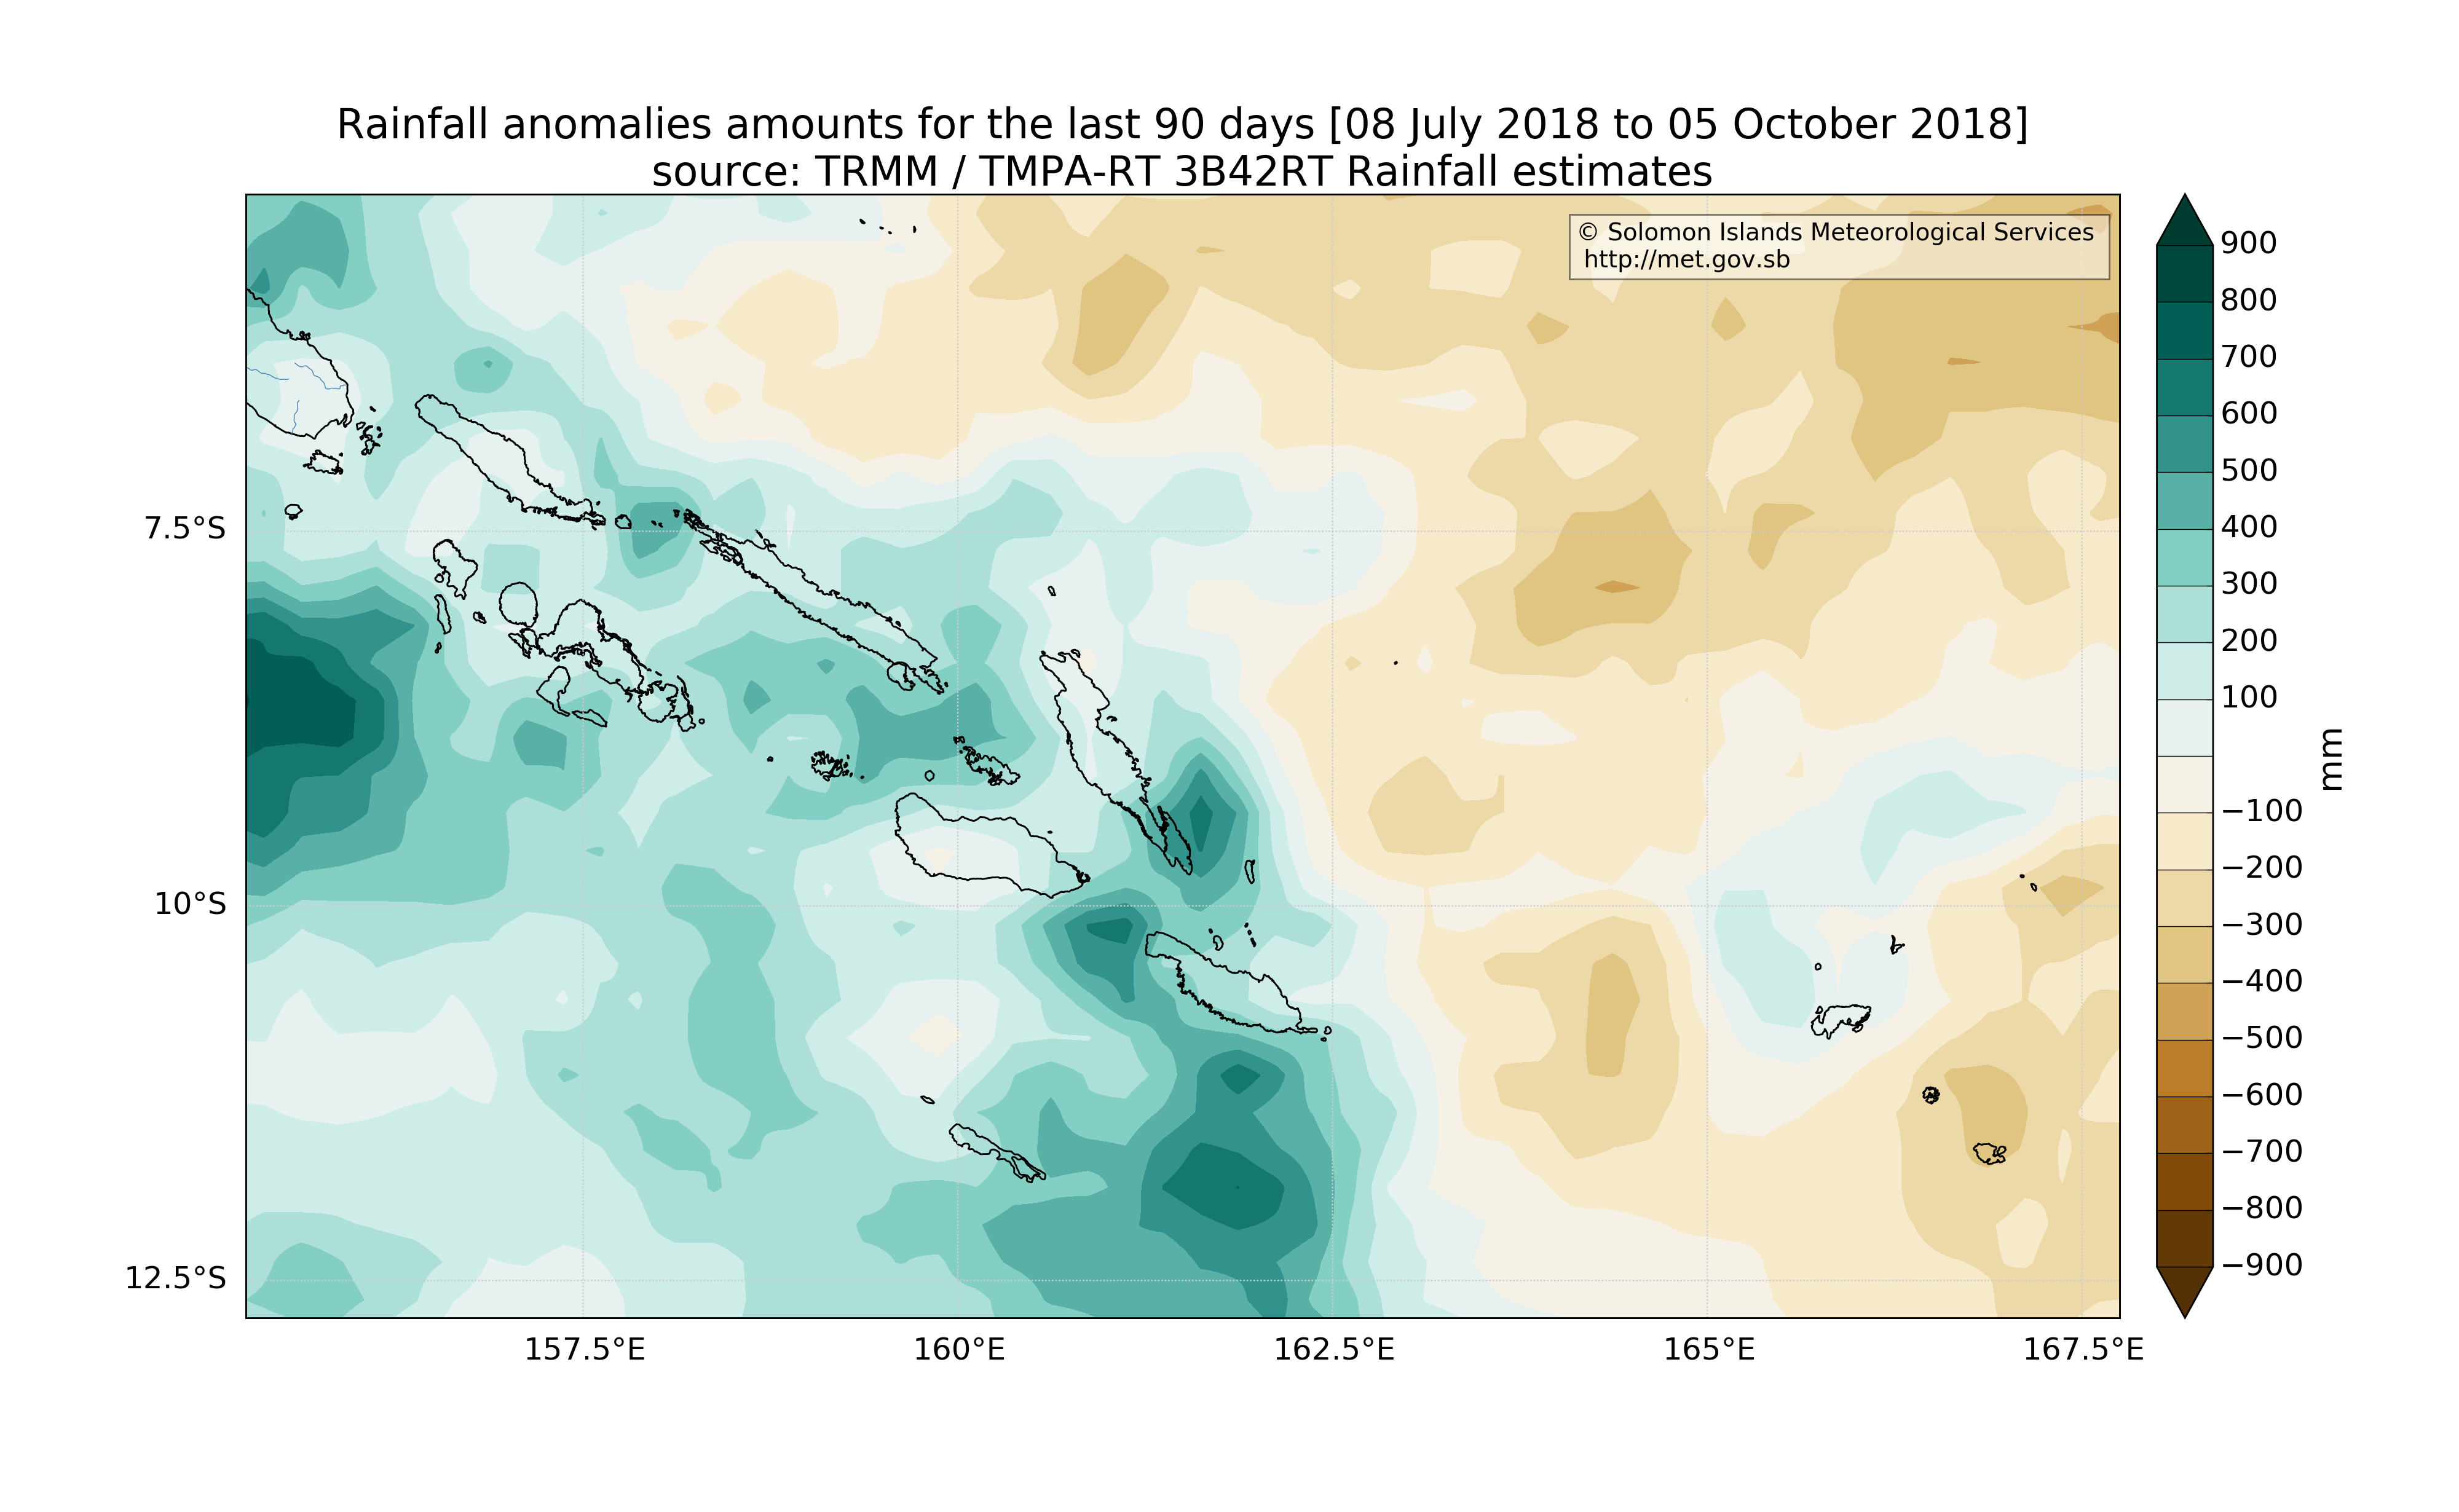 Rainfall anomalies amounts for the last 90 days [08 July 2018 to 05 October 2018]
source: TRMM / TMPA-RT 3B42RT Rainfall estimates
© Solomon Islands Meteorological Services
http://met.gov.sb
7.5°S
10°S
12.5°S
157.5°E
160°E
162.5°E
165°E
167.5°E
900
800
700
600
500
400
300
200
100
−100
−200
−300
−400
−500
−600
−700
−800
−900
mm